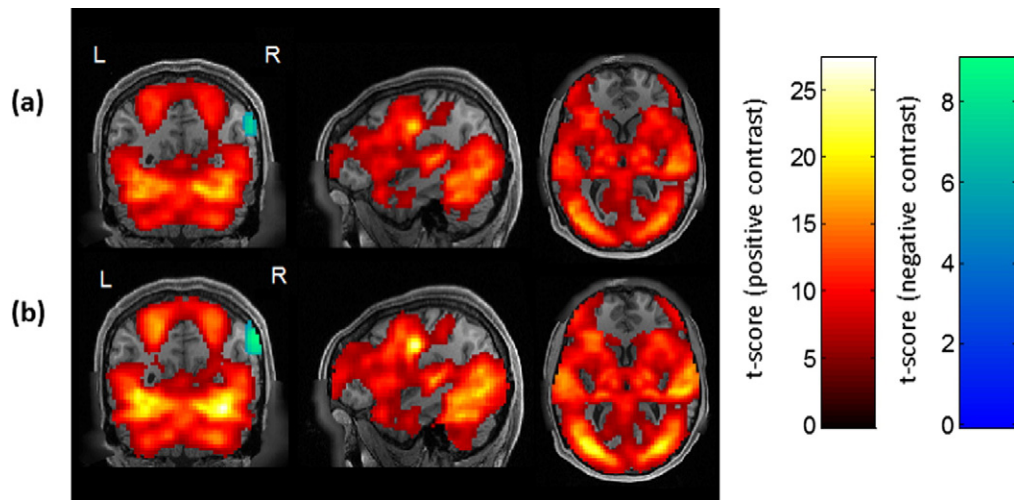 L R
(a)
L R
(b)
t-score (positive contrast)
25
20
15
10
5
0
t-score (negative contrast)
8
6
4
2
0